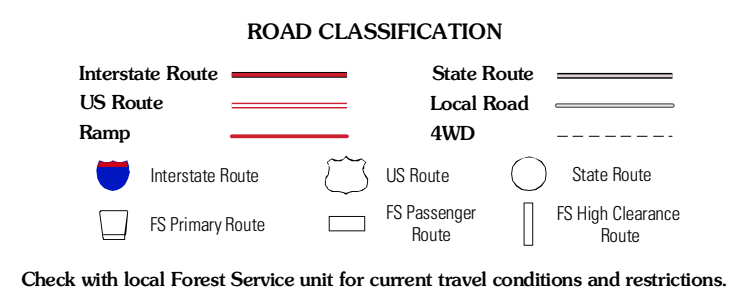 ROAD CLASSIFICATION
Interstate Route
State Route
US Route
Local Road
Ramp
4WD
Interstate Route
US Route
State Route
FS Primary Route
FS Passenger
Route
FS High Clearance
Route
Check with local Forest Service unit for current travel conditions and restrictions.